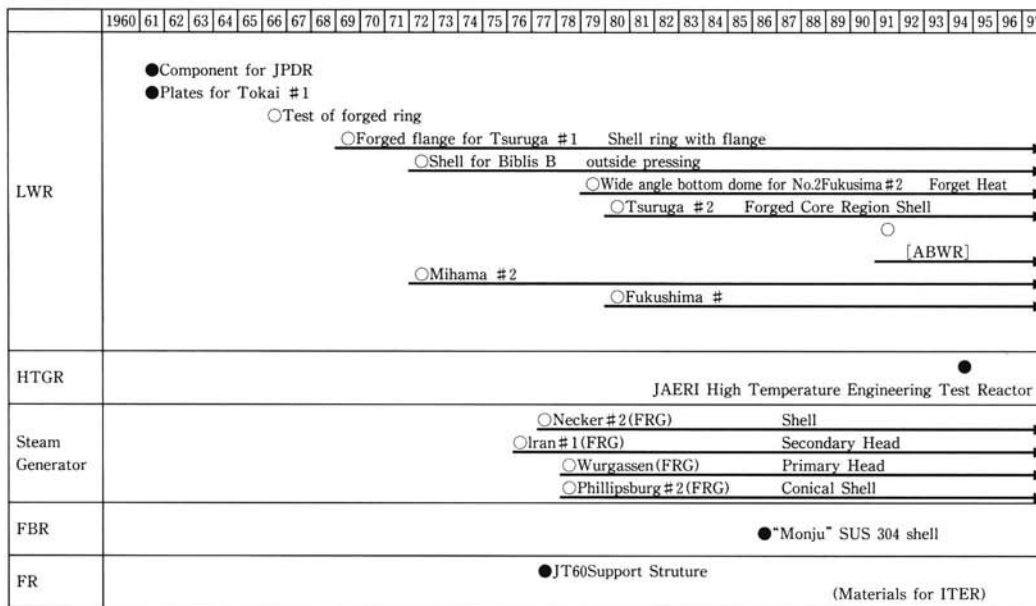 1960 61 62 63 64 65 66 67 68 69 70 71 72 73 74 75 76 77 78 79 80 81 82 83 84 85 86 87 88 89 90 91 92 93 94 95 96 97
LWR
●Component for JPDR
●Plates for Tokai #1
○Test of forged ring
○Forged flange for Tsuruga #1 Shell ring with flange
○Shell for Biblis B outside pressing
○Wide angle bottom dome for No.2Fukusima#2 Forget Heat
○Tsuruga #2 Forged Core Region Shell
○
[ABWR]
○Mihama #2
○Fukushima #
HTGR
●
JAERI High Temperature Engineering Test Reactor
Steam
Generator
○Necker#2(FRG) Shell
○lran#1(FRG) Secondary Head
○Wurgassen(FRG) Primary Head
○Phillipsburg#2(FRG) Conical Shell
FBR
●"Monju" SUS 304 shell
FR
●JT60Support Struture
(Materials for ITER)